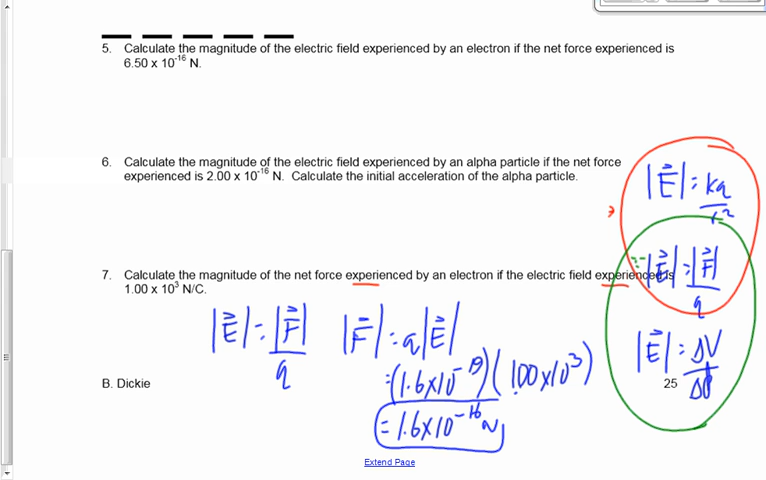 5. Calculate the magnitude of the electric field experienced by an electron if the net force experienced is
6.50 x 10⁻¹⁶ N.
6. Calculate the magnitude of the electric field experienced by an alpha particle if the net force
experienced is 2.00 x 10⁻¹⁶ N. Calculate the initial acceleration of the alpha particle.
|E⃗| = kq/r²
7. Calculate the magnitude of the net force experienced by an electron if the electric field experienced is
1.00 x 10³ N/C.
|E⃗| = |F⃗|/q
|E⃗| = |F⃗|/q |F⃗| = q|E⃗|
= (1.6x10⁻¹⁹)(1.00x10³)
= 1.6x10⁻¹⁶ N
|E⃗| = ΔV/Δd
B. Dickie
25
Extend Page